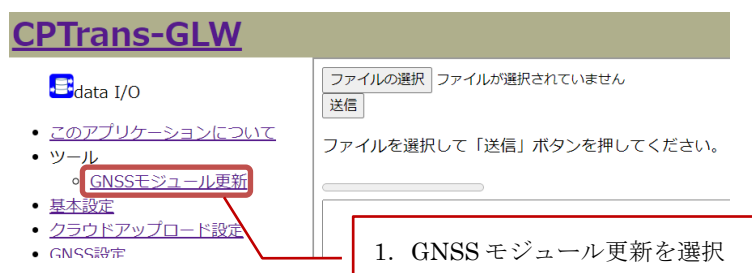 CPTrans-GLW
data I/O
このアプリケーションについて
ツール
GNSSモジュール更新
基本設定
クラウドアップロード設定
GNSS設定
ファイルの選択 ファイルが選択されていません
送信
ファイルを選択して「送信」ボタンを押してください。
1. GNSS モジュール更新を選択